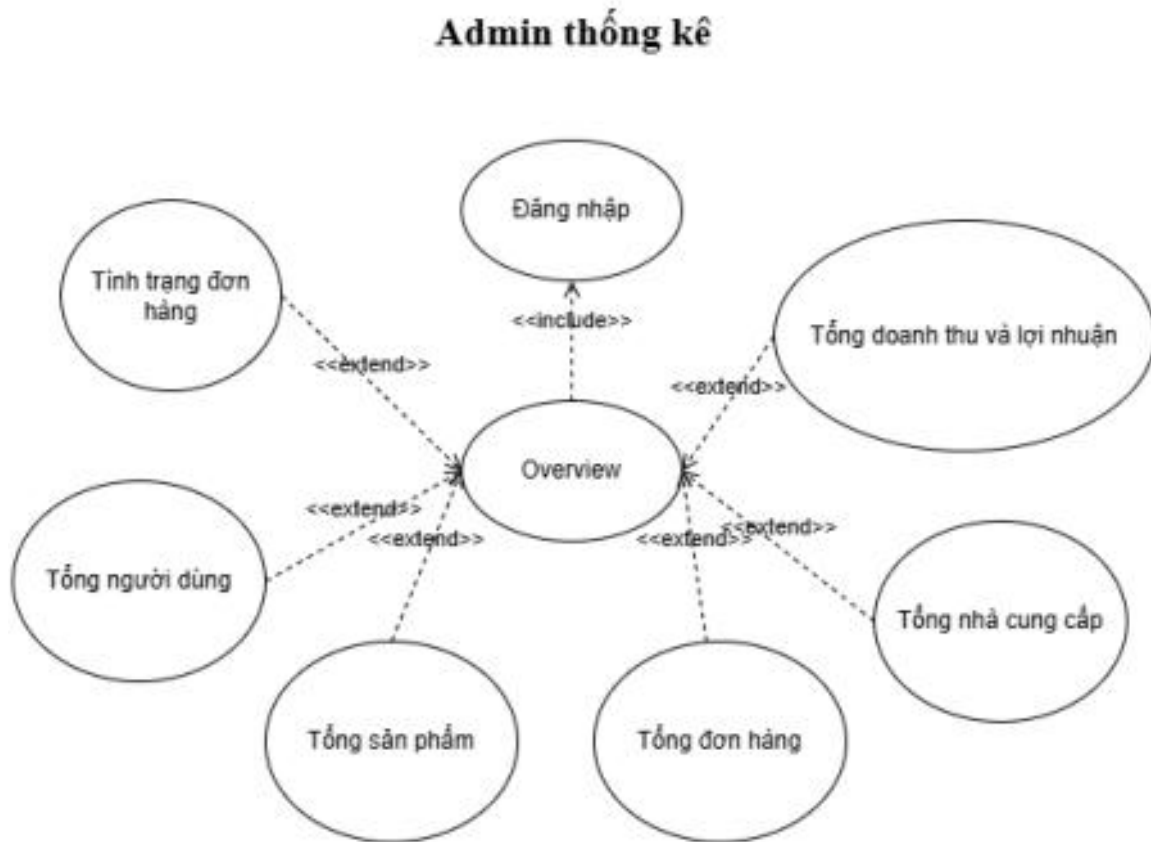 Admin thống kê
Đăng nhập
Tình trạng đơn
hàng
<<include>>
Tổng doanh thu và lợi nhuận
<<extend>>
<<extend>>
Overview
<<extend>>
<<extend>>
<<extend>>
<<extend>>
Tổng người dùng
Tổng nhà cung cấp
Tổng sản phẩm
Tổng đơn hàng